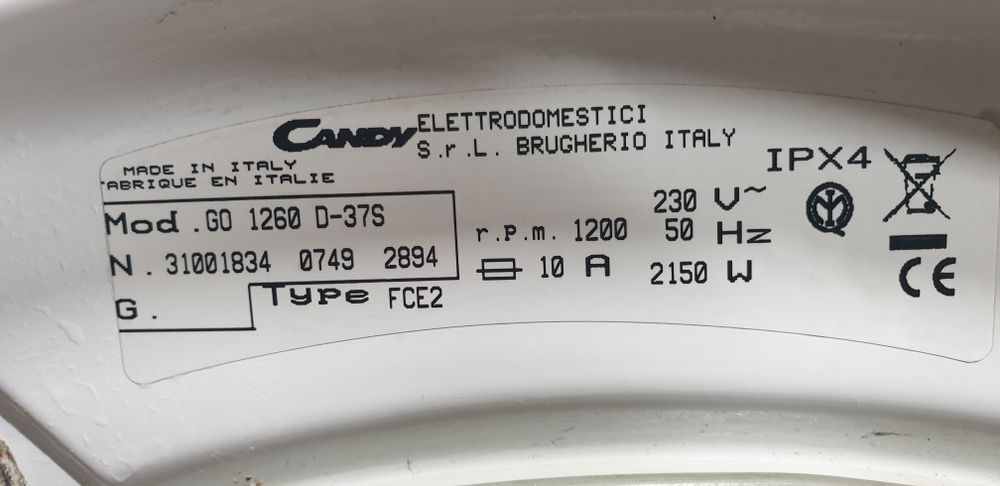 CANDY ELETTRODOMESTICI
S.r.L. BRUGHERIO ITALY
MADE IN ITALY
FABRIQUE EN ITALIE
IPX4
Mod. GO 1260 D-37S
N. 31001834 0749 2894
G.
Type FCE2
230 V~
r.p.m. 1200 50 Hz
10 A 2150 W
CE